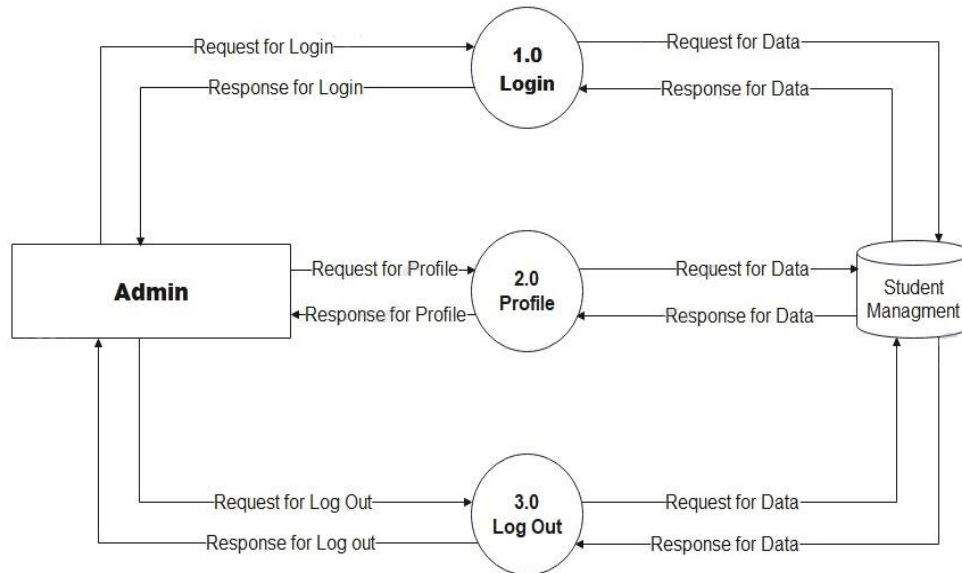 Request for Login
1.0
Login
Request for Data
Response for Login
Response for Data
Admin
Request for Profile
2.0
Profile
Request for Data
Response for Profile
Response for Data
Student
Managment
Request for Log Out
3.0
Log Out
Request for Data
Response for Log out
Response for Data